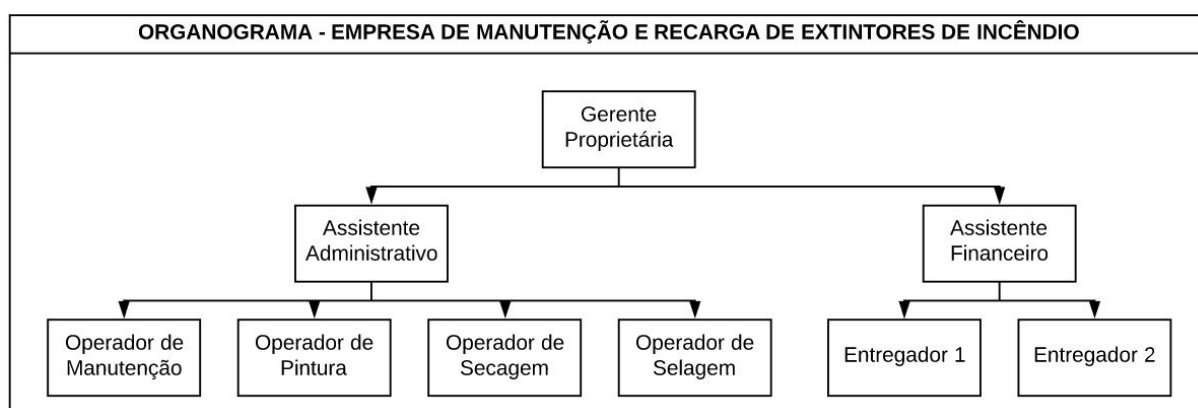 ORGANOGRAMA - EMPRESA DE MANUTENÇÃO E RECARGA DE EXTINTORES DE INCÊNDIO
Gerente
Proprietária
Assistente
Administrativo
Assistente
Financeiro
Operador de
Manutenção
Operador de
Pintura
Operador de
Secagem
Operador de
Selagem
Entregador 1
Entregador 2